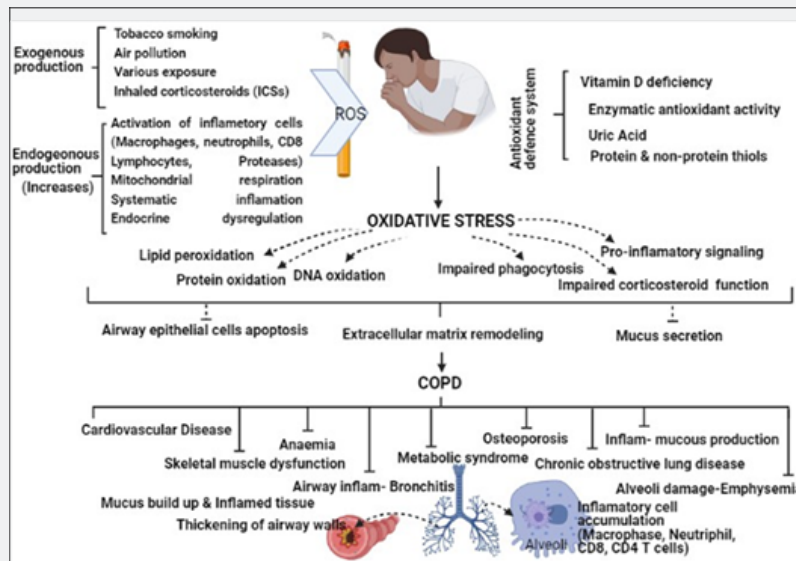 Exogenous
production
Tobacco smoking
Air pollution
Various exposure
Inhaled corticosteroids (ICSs)
Endogeonous
production
(Increases)
Activation of inflametory cells
(Macrophages, neutrophils, CD8
Lymphocytes, Proteases)
Mitochondrial respiration
Systematic inflamation
Endocrine dysregulation
ROS
Antioxidant
defence system
Vitamin D deficiency
Enzymatic antioxidant activity
Uric Acid
Protein & non-protein thiols
OXIDATIVE STRESS
Lipid peroxidation
Protein oxidation
DNA oxidation
Impaired phagocytosis
Pro-inflamatory signaling
Impaired corticosteroid function
Airway epithelial cells apoptosis
Extracellular matrix remodeling
Mucus secretion
COPD
Cardiovascular Disease
Skeletal muscle dysfunction
Anaemia
Airway inflam- Bronchitis
Metabolic syndrome
Osteoporosis
Chronic obstructive lung disease
Inflam- mucous production
Alveoli damage-Emphysemia
Mucus build up & Inflamed tissue
Thickening of airway walls
Alveoli
Inflamatory cell
accumulation
(Macrophase, Neutriphil,
CD8, CD4 T cells)